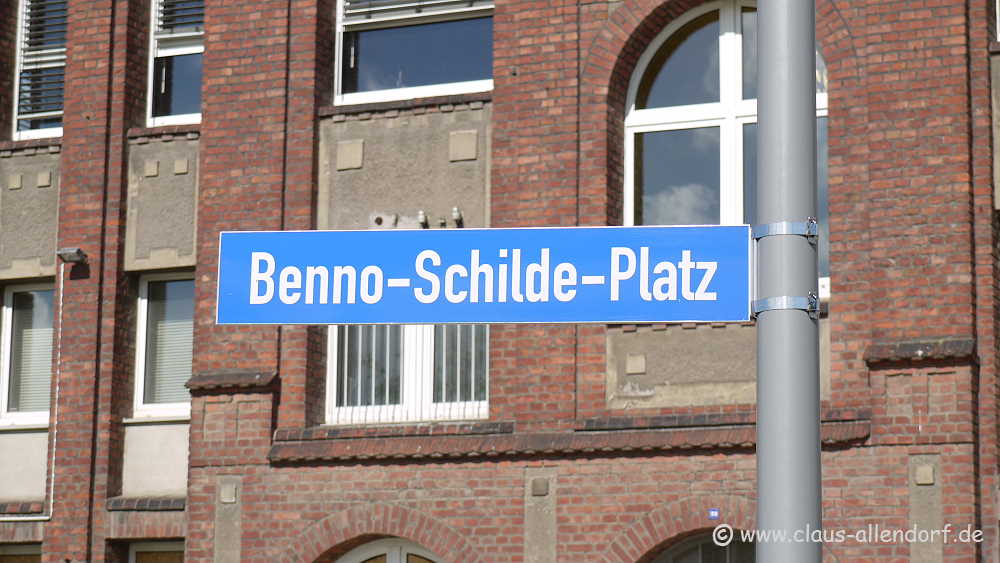 Benno-Schilde-Platz
© www.claus-allendorf.de